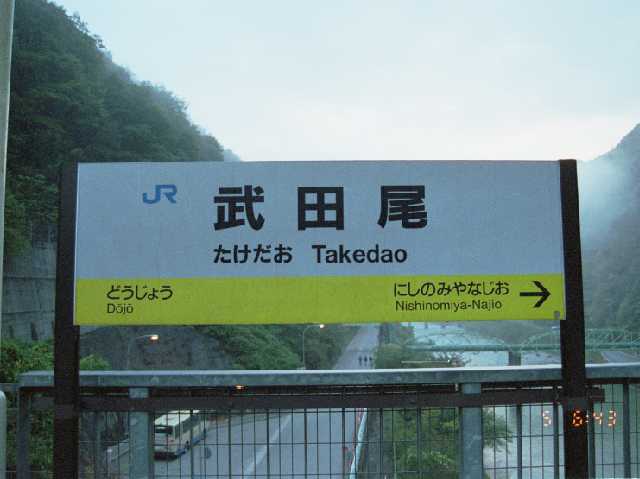 JR 武田尾
たけだお Takedao
どうじょう にしのみやなじお →
Dōjō Nishinomiya-Najio
5 6:43